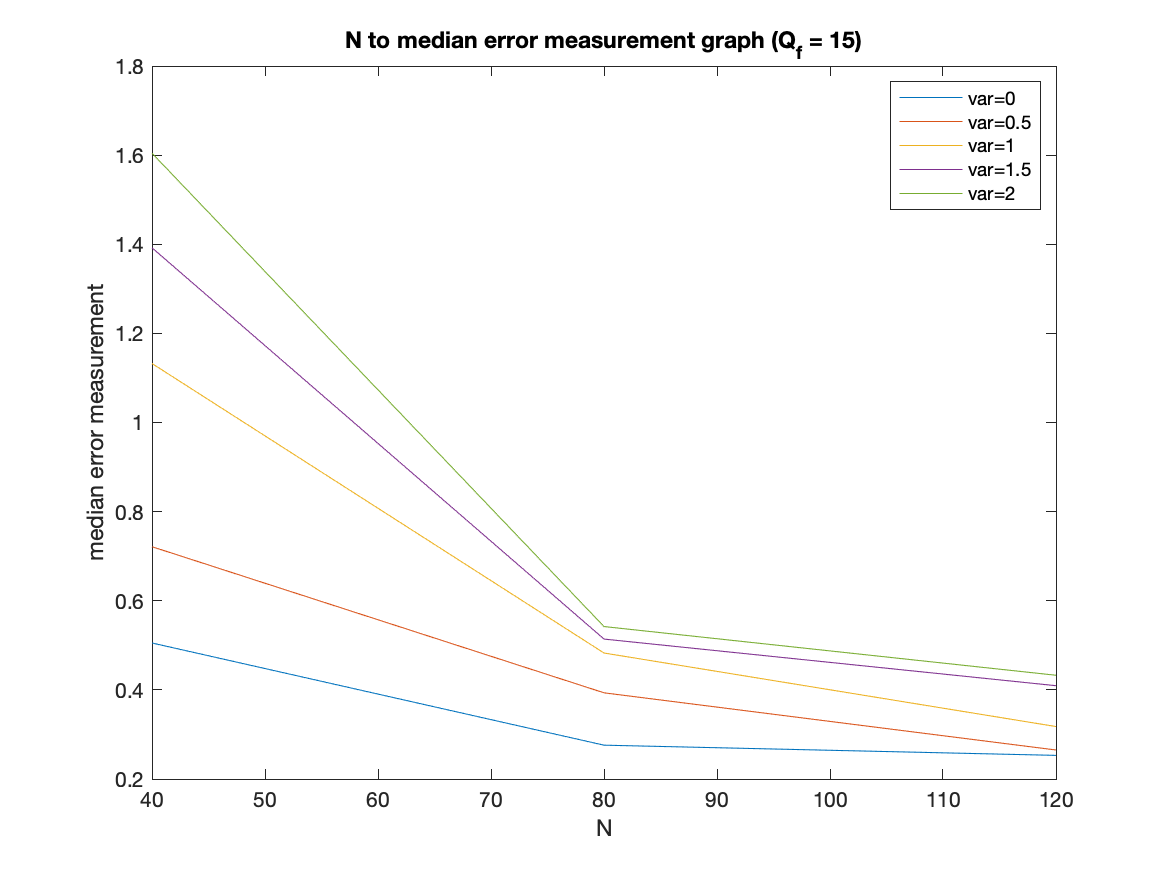 N to median error measurement graph (Qf = 15)
1.8
1.6
1.4
1.2
1
0.8
0.6
0.4
0.2
median error measurement
var=0
var=0.5
var=1
var=1.5
var=2
40 50 60 70 80 90 100 110 120
N